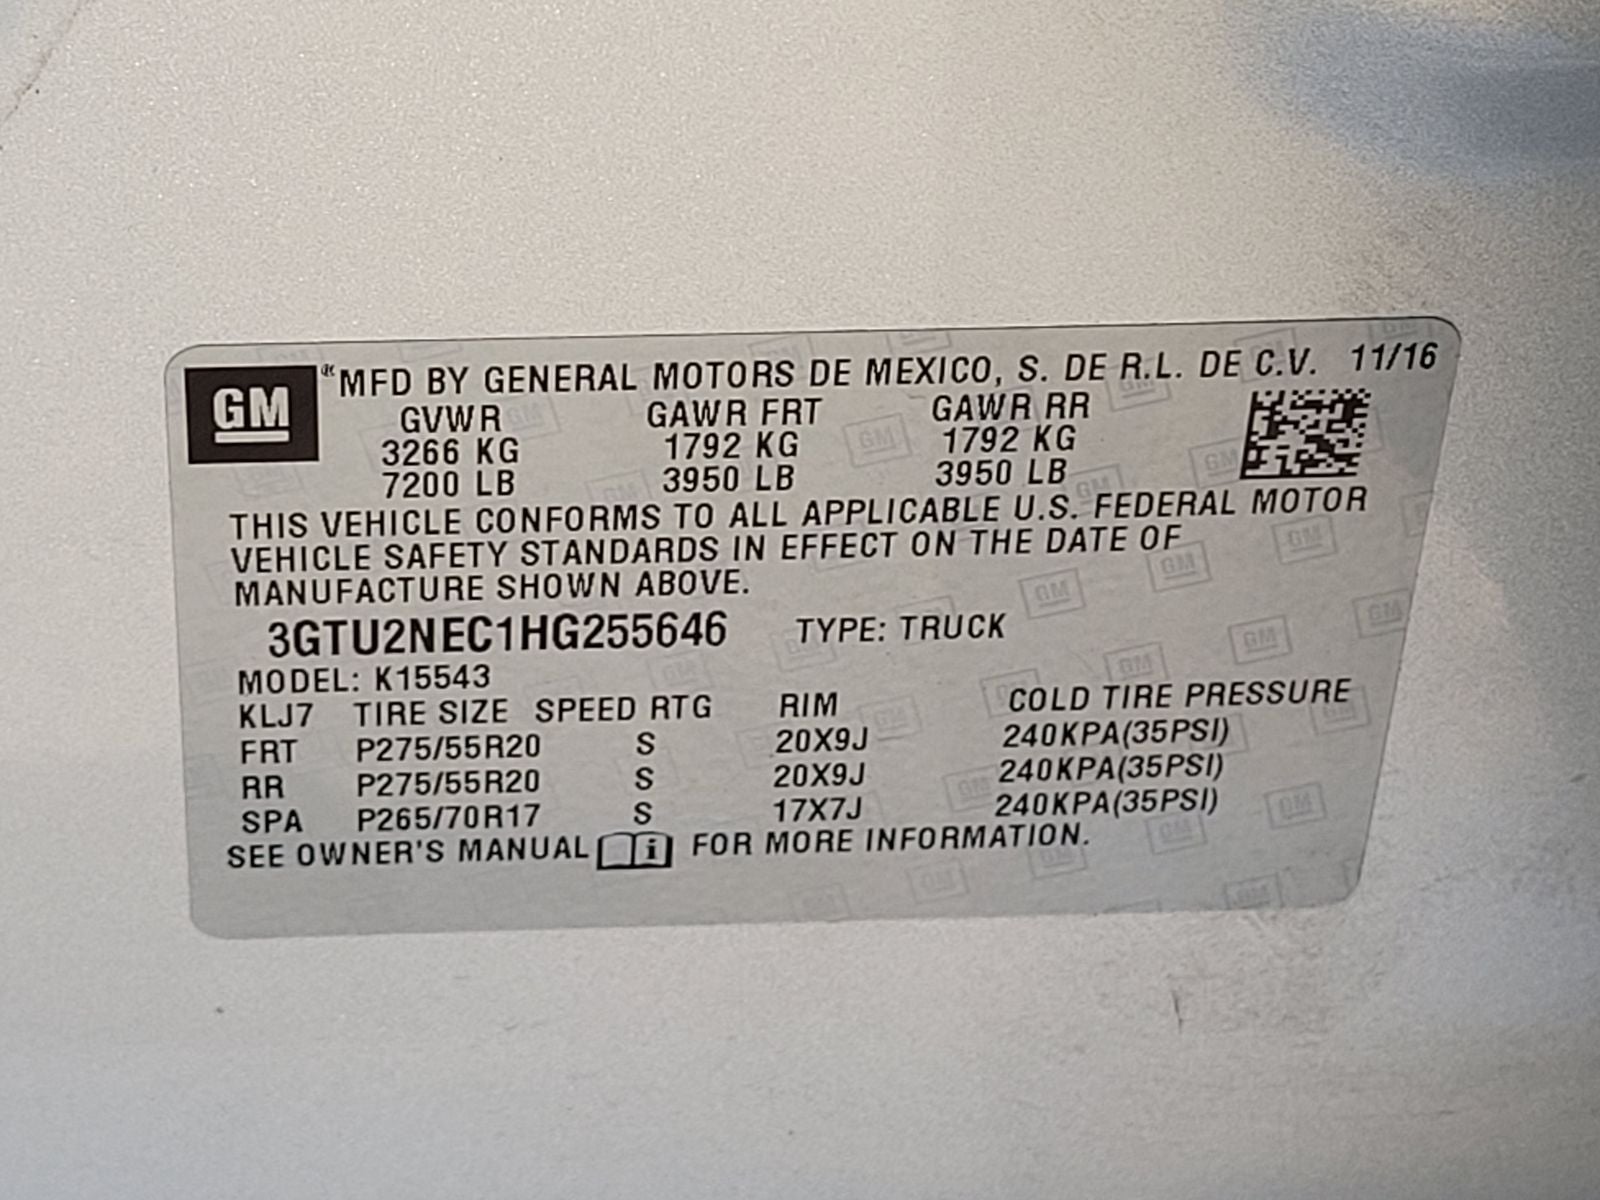 GM MFD BY GENERAL MOTORS DE MEXICO, S. DE R.L. DE C.V. 11/16
GVWR GAWR FRT GAWR RR
3266 KG 1792 KG 1792 KG
7200 LB 3950 LB 3950 LB
THIS VEHICLE CONFORMS TO ALL APPLICABLE U.S. FEDERAL MOTOR
VEHICLE SAFETY STANDARDS IN EFFECT ON THE DATE OF
MANUFACTURE SHOWN ABOVE.
3GTU2NEC1HG255646 TYPE: TRUCK
MODEL: K15543
KLJ7 TIRE SIZE SPEED RTG RIM COLD TIRE PRESSURE
FRT P275/55R20 S 20X9J 240KPA(35PSI)
RR P275/55R20 S 20X9J 240KPA(35PSI)
SPA P265/70R17 S 17X7J 240KPA(35PSI)
SEE OWNER'S MANUAL i FOR MORE INFORMATION.